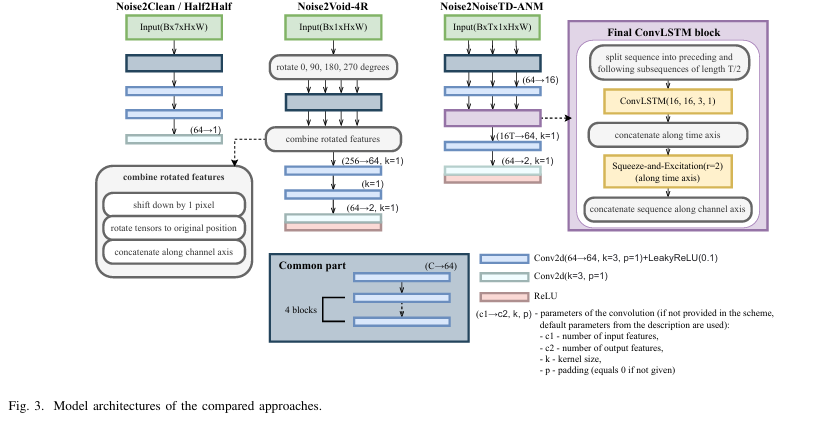 Noise2Clean / Half2Half
Input(Bx7xHxW)
(64→1)
combine rotated features
shift down by 1 pixel
rotate tensors to original position
concatenate along channel axis
Noise2Void-4R
Input(Bx1xHxW)
rotate 0, 90, 180, 270 degrees
combine rotated features
(256→64, k=1)
(k=1)
(64→2, k=1)
Noise2NoiseTD-ANM
Input(BxTx1xHxW)
(64→16)
(16T→64, k=1)
(64→2, k=1)
Final ConvLSTM block
split sequence into preceding and
following subsequences of length T/2
ConvLSTM(16, 16, 3, 1)
concatenate along time axis
Squeeze-and-Excitation(r=2)
(along time axis)
concatenate sequence along channel axis
Common part
(C→64)
4 blocks
Conv2d(64→64, k=3, p=1)+LeakyReLU(0.1)
Conv2d(k=3, p=1)
ReLU
(c1→c2, k, p) - parameters of the convolution (if not provided in the scheme,
default parameters from the description are used):
- c1 - number of input features,
- c2 - number of output features,
- k - kernel size,
- p - padding (equals 0 if not given)
Fig. 3. Model architectures of the compared approaches.